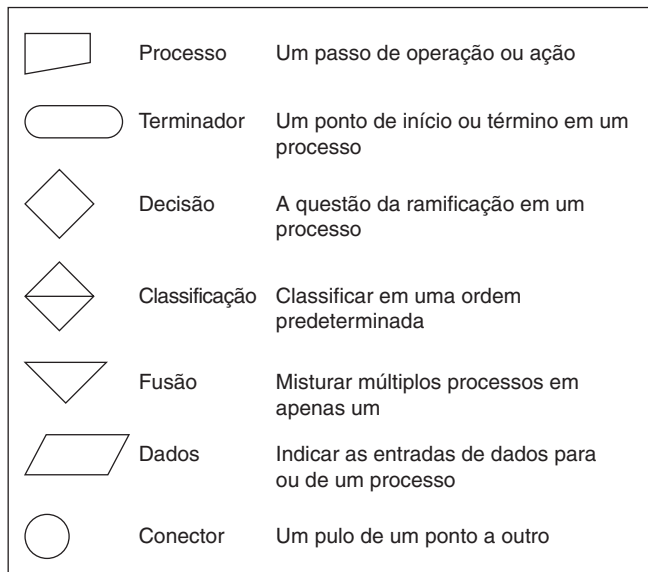 Processo Um passo de operação ou ação
Terminador Um ponto de início ou término em um
processo
Decisão A questão da ramificação em um
processo
Classificação Classificar em uma ordem
predeterminada
Fusão Misturar múltiplos processos em
apenas um
Dados Indicar as entradas de dados para
ou de um processo
Conector Um pulo de um ponto a outro